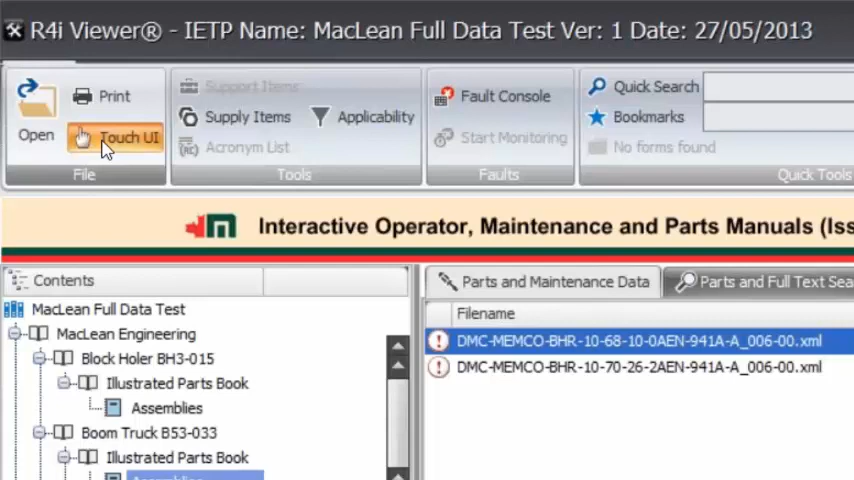 R4i Viewer® - IETP Name: MacLean Full Data Test Ver: 1 Date: 27/05/2013
Open
Print
Touch UI
File
Support Items
Supply Items
Applicability
Acronym List
Tools
Fault Console
Start Monitoring
Faults
Quick Search
Bookmarks
No forms found
Quick Tools
Interactive Operator, Maintenance and Parts Manuals (Iss
Contents
MacLean Full Data Test
MacLean Engineering
Block Holer BH3-015
Illustrated Parts Book
Assemblies
Boom Truck B53-033
Illustrated Parts Book
Parts and Maintenance Data
Parts and Full Text Sea
Filename
DMC-MEMCO-BHR-10-68-10-0AEN-941A-A_006-00.xml
DMC-MEMCO-BHR-10-70-26-2AEN-941A-A_006-00.xml